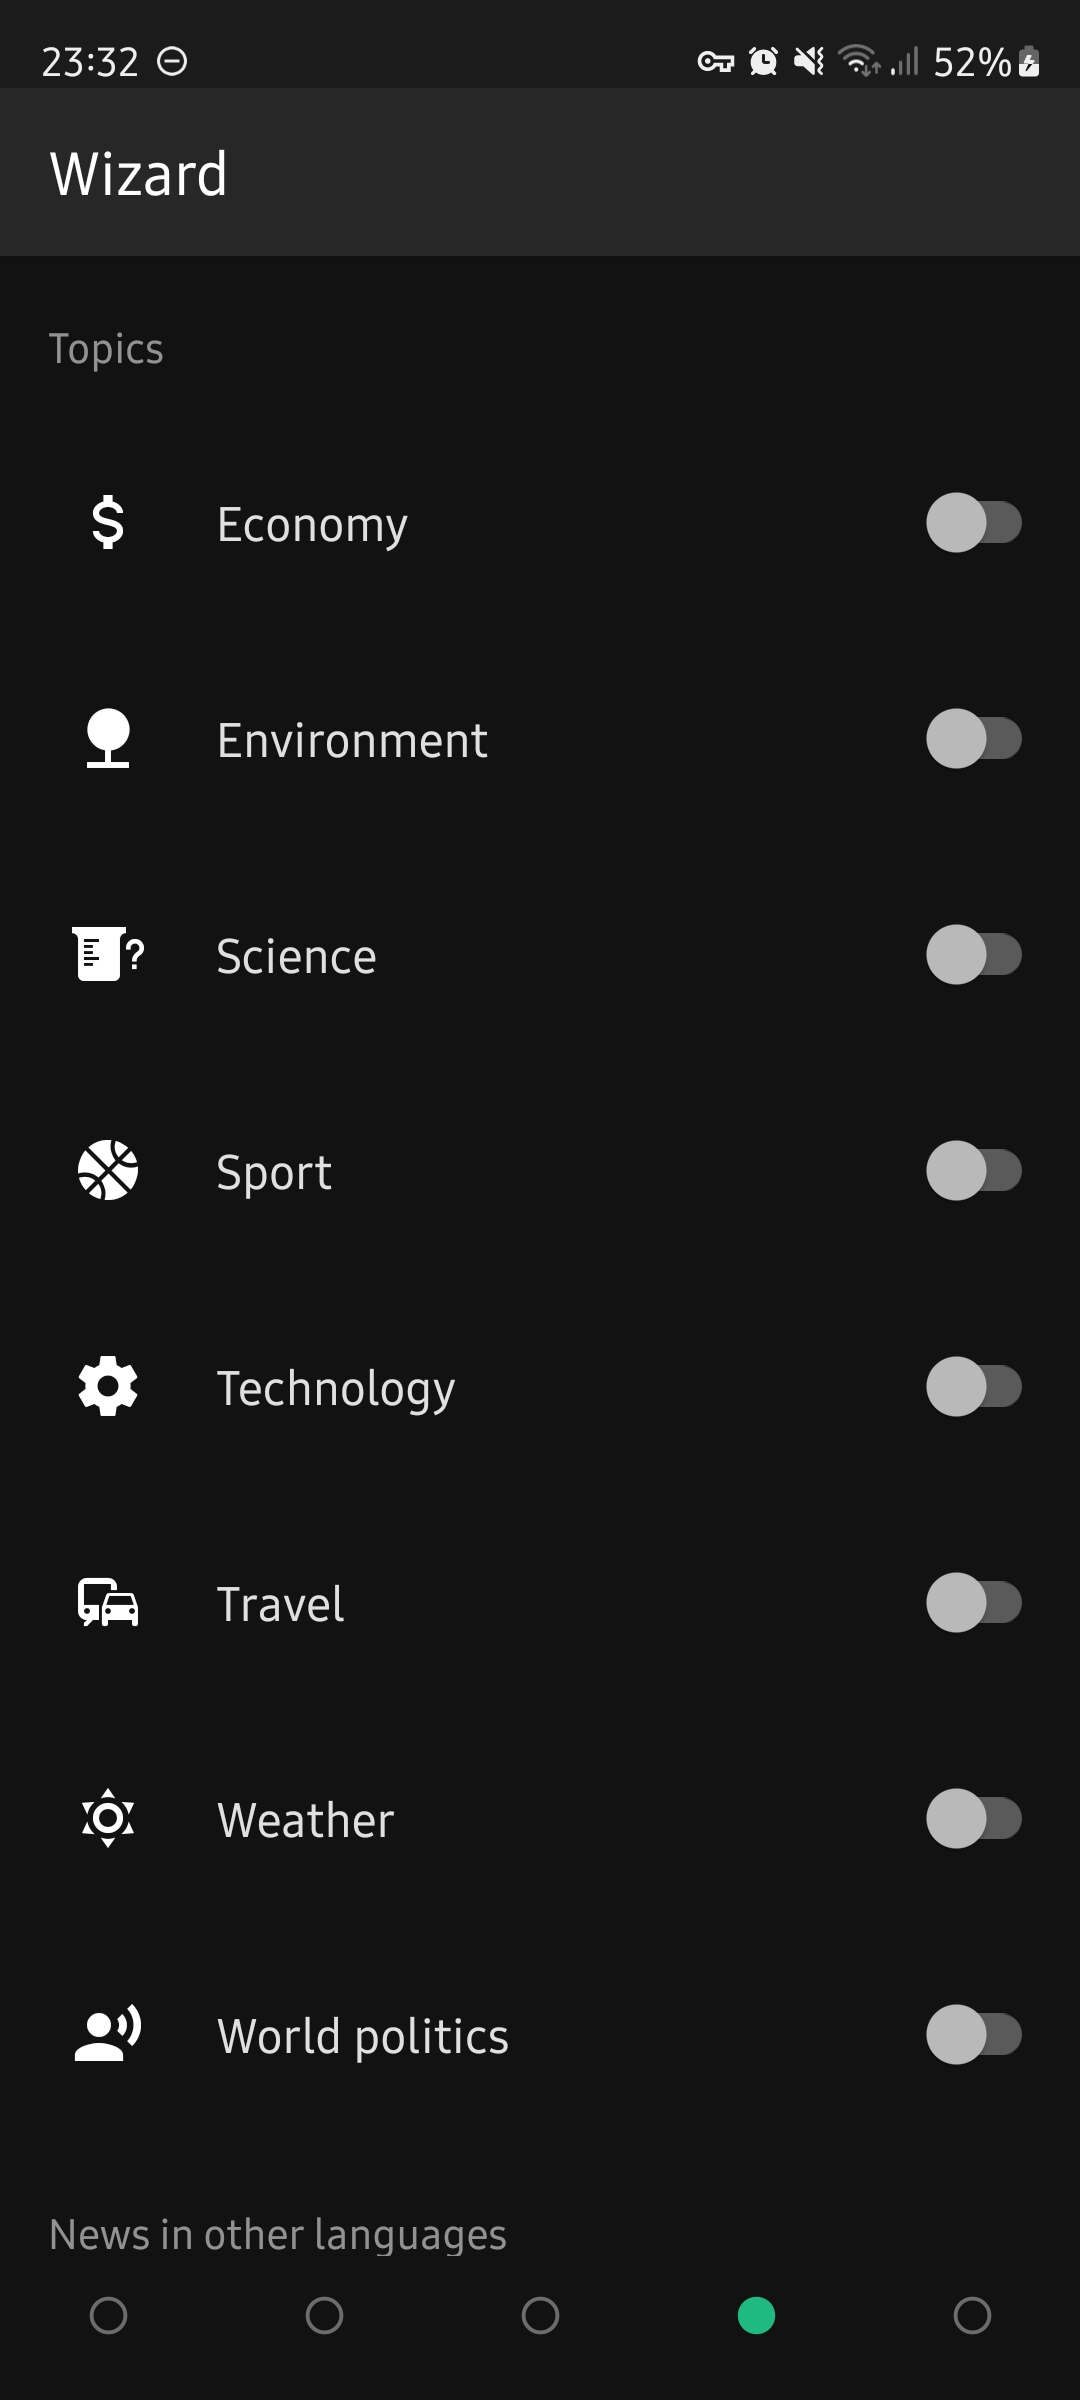 23:32 52%
Wizard
Topics
Economy
Environment
Science
Sport
Technology
Travel
Weather
World politics
News in other languages